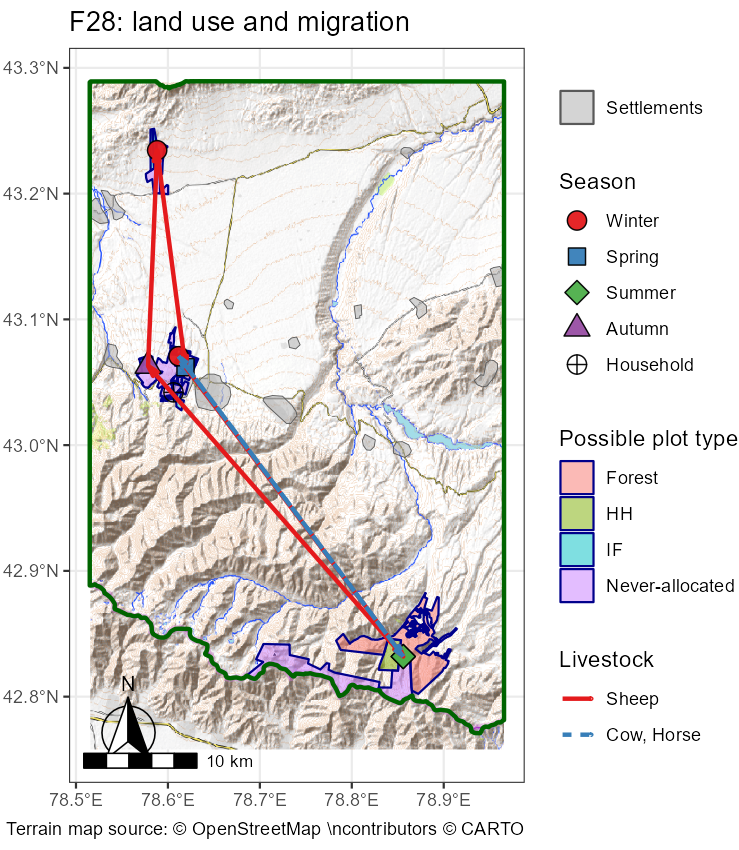 F28: land use and migration
43.3°N
43.2°N
43.1°N
43.0°N
42.9°N
42.8°N
N
10 km
78.5°E 78.6°E 78.7°E 78.8°E 78.9°E
Terrain map source: © OpenStreetMap \ncontributors © CARTO
Settlements
Season
Winter
Spring
Summer
Autumn
Household
Possible plot type
Forest
HH
IF
Never-allocated
Livestock
Sheep
Cow, Horse